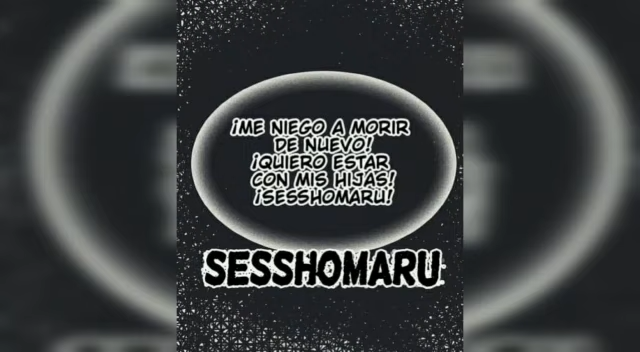 ¡ME NIEGO A MORIR
DE NUEVO!
¡QUIERO ESTAR
CON MIS HIJAS!
¡SESSHOMARU!
SESSHOMARU